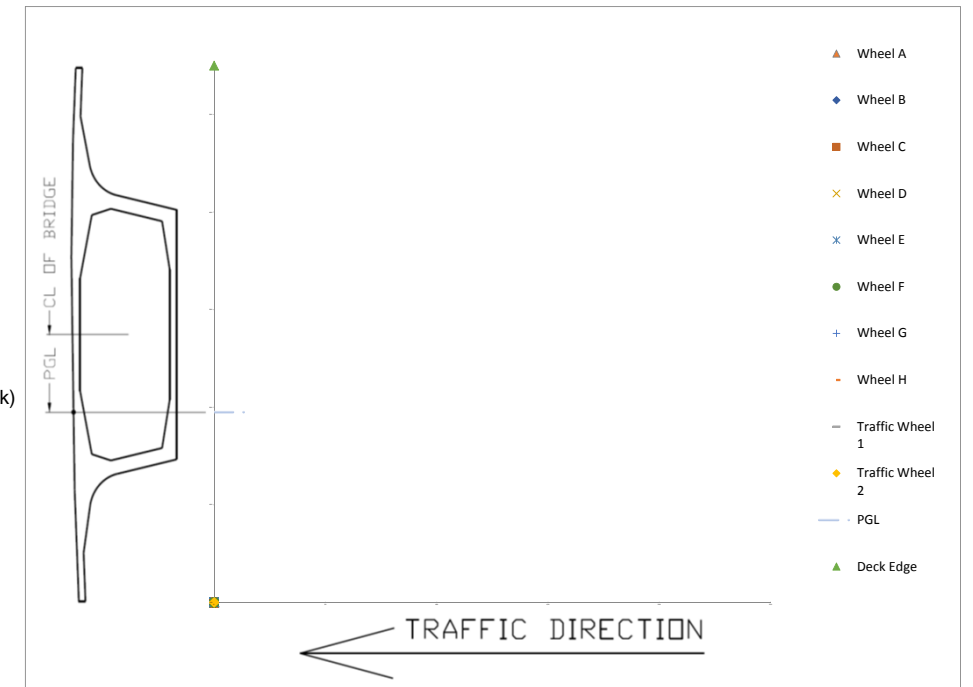 Wheel A
Wheel B
Wheel C
Wheel D
Wheel E
Wheel F
Wheel G
Wheel H
Traffic Wheel
1
Traffic Wheel
2
PGL
Deck Edge
CL OF BRIDGE
PGL
k)
TRAFFIC DIRECTION